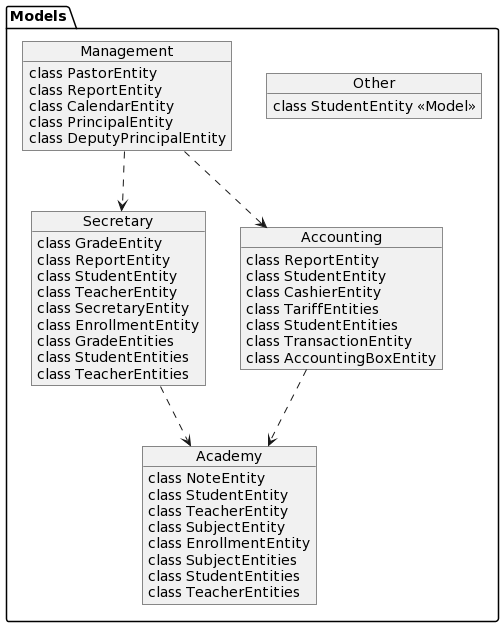 Models
Management
class PastorEntity
class ReportEntity
class CalendarEntity
class PrincipalEntity
class DeputyPrincipalEntity
Other
class StudentEntity «Model»
Secretary
class GradeEntity
class ReportEntity
class StudentEntity
class TeacherEntity
class SecretaryEntity
class EnrollmentEntity
class GradeEntities
class StudentEntities
class TeacherEntities
Accounting
class ReportEntity
class StudentEntity
class CashierEntity
class TariffEntities
class StudentEntities
class TransactionEntity
class AccountingBoxEntity
Academy
class NoteEntity
class StudentEntity
class TeacherEntity
class SubjectEntity
class EnrollmentEntity
class SubjectEntities
class StudentEntities
class TeacherEntities